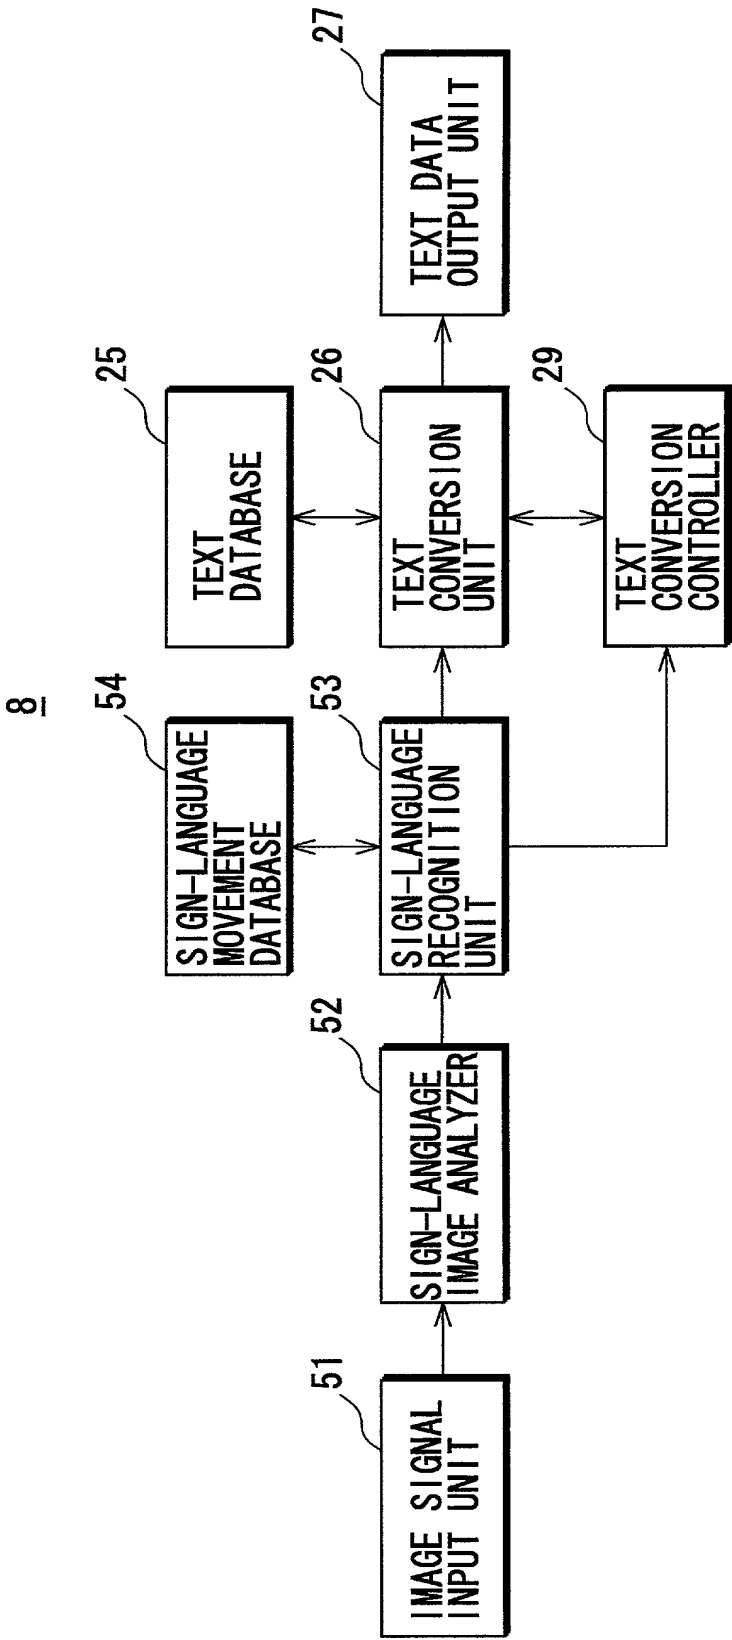 8
51
IMAGE SIGNAL
INPUT UNIT
52
SIGN-LANGUAGE
IMAGE ANALYZER
54
SIGN-LANGUAGE
MOVEMENT
DATABASE
53
SIGN-LANGUAGE
RECOGNITION
UNIT
25
TEXT
DATABASE
26
TEXT
CONVERSION
UNIT
29
TEXT
CONVERSION
CONTROLLER
27
TEXT DATA
OUTPUT UNIT